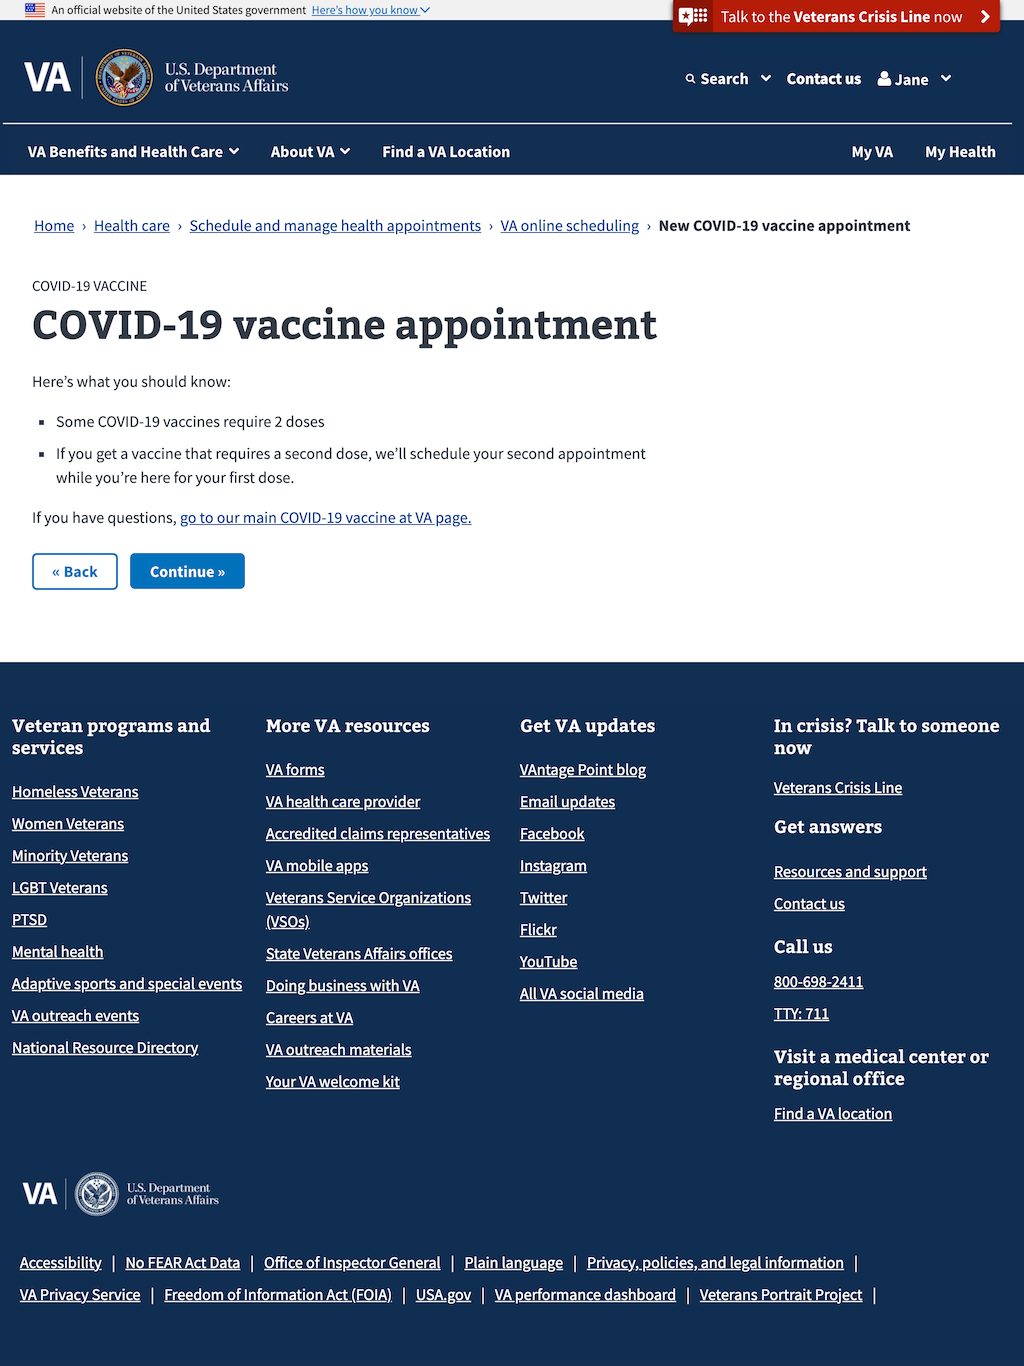 An official website of the United States government Here's how you know
Talk to the Veterans Crisis Line now
VA U.S. Department of Veterans Affairs
Search Contact us Jane
VA Benefits and Health Care About VA Find a VA Location My VA My Health
Home › Health care › Schedule and manage health appointments › VA online scheduling › New COVID-19 vaccine appointment
COVID-19 VACCINE
COVID-19 vaccine appointment
Here's what you should know:
▪ Some COVID-19 vaccines require 2 doses
▪ If you get a vaccine that requires a second dose, we'll schedule your second appointment
while you're here for your first dose.
If you have questions, go to our main COVID-19 vaccine at VA page.
« Back Continue »
Veteran programs and
services
Homeless Veterans
Women Veterans
Minority Veterans
LGBT Veterans
PTSD
Mental health
Adaptive sports and special events
VA outreach events
National Resource Directory
More VA resources
VA forms
VA health care provider
Accredited claims representatives
VA mobile apps
Veterans Service Organizations
(VSOs)
State Veterans Affairs offices
Doing business with VA
Careers at VA
VA outreach materials
Your VA welcome kit
Get VA updates
VAntage Point blog
Email updates
Facebook
Instagram
Twitter
Flickr
YouTube
All VA social media
In crisis? Talk to someone
now
Veterans Crisis Line
Get answers
Resources and support
Contact us
Call us
800-698-2411
TTY: 711
Visit a medical center or
regional office
Find a VA location
VA U.S. Department of Veterans Affairs
Accessibility | No FEAR Act Data | Office of Inspector General | Plain language | Privacy, policies, and legal information |
VA Privacy Service | Freedom of Information Act (FOIA) | USA.gov | VA performance dashboard | Veterans Portrait Project |